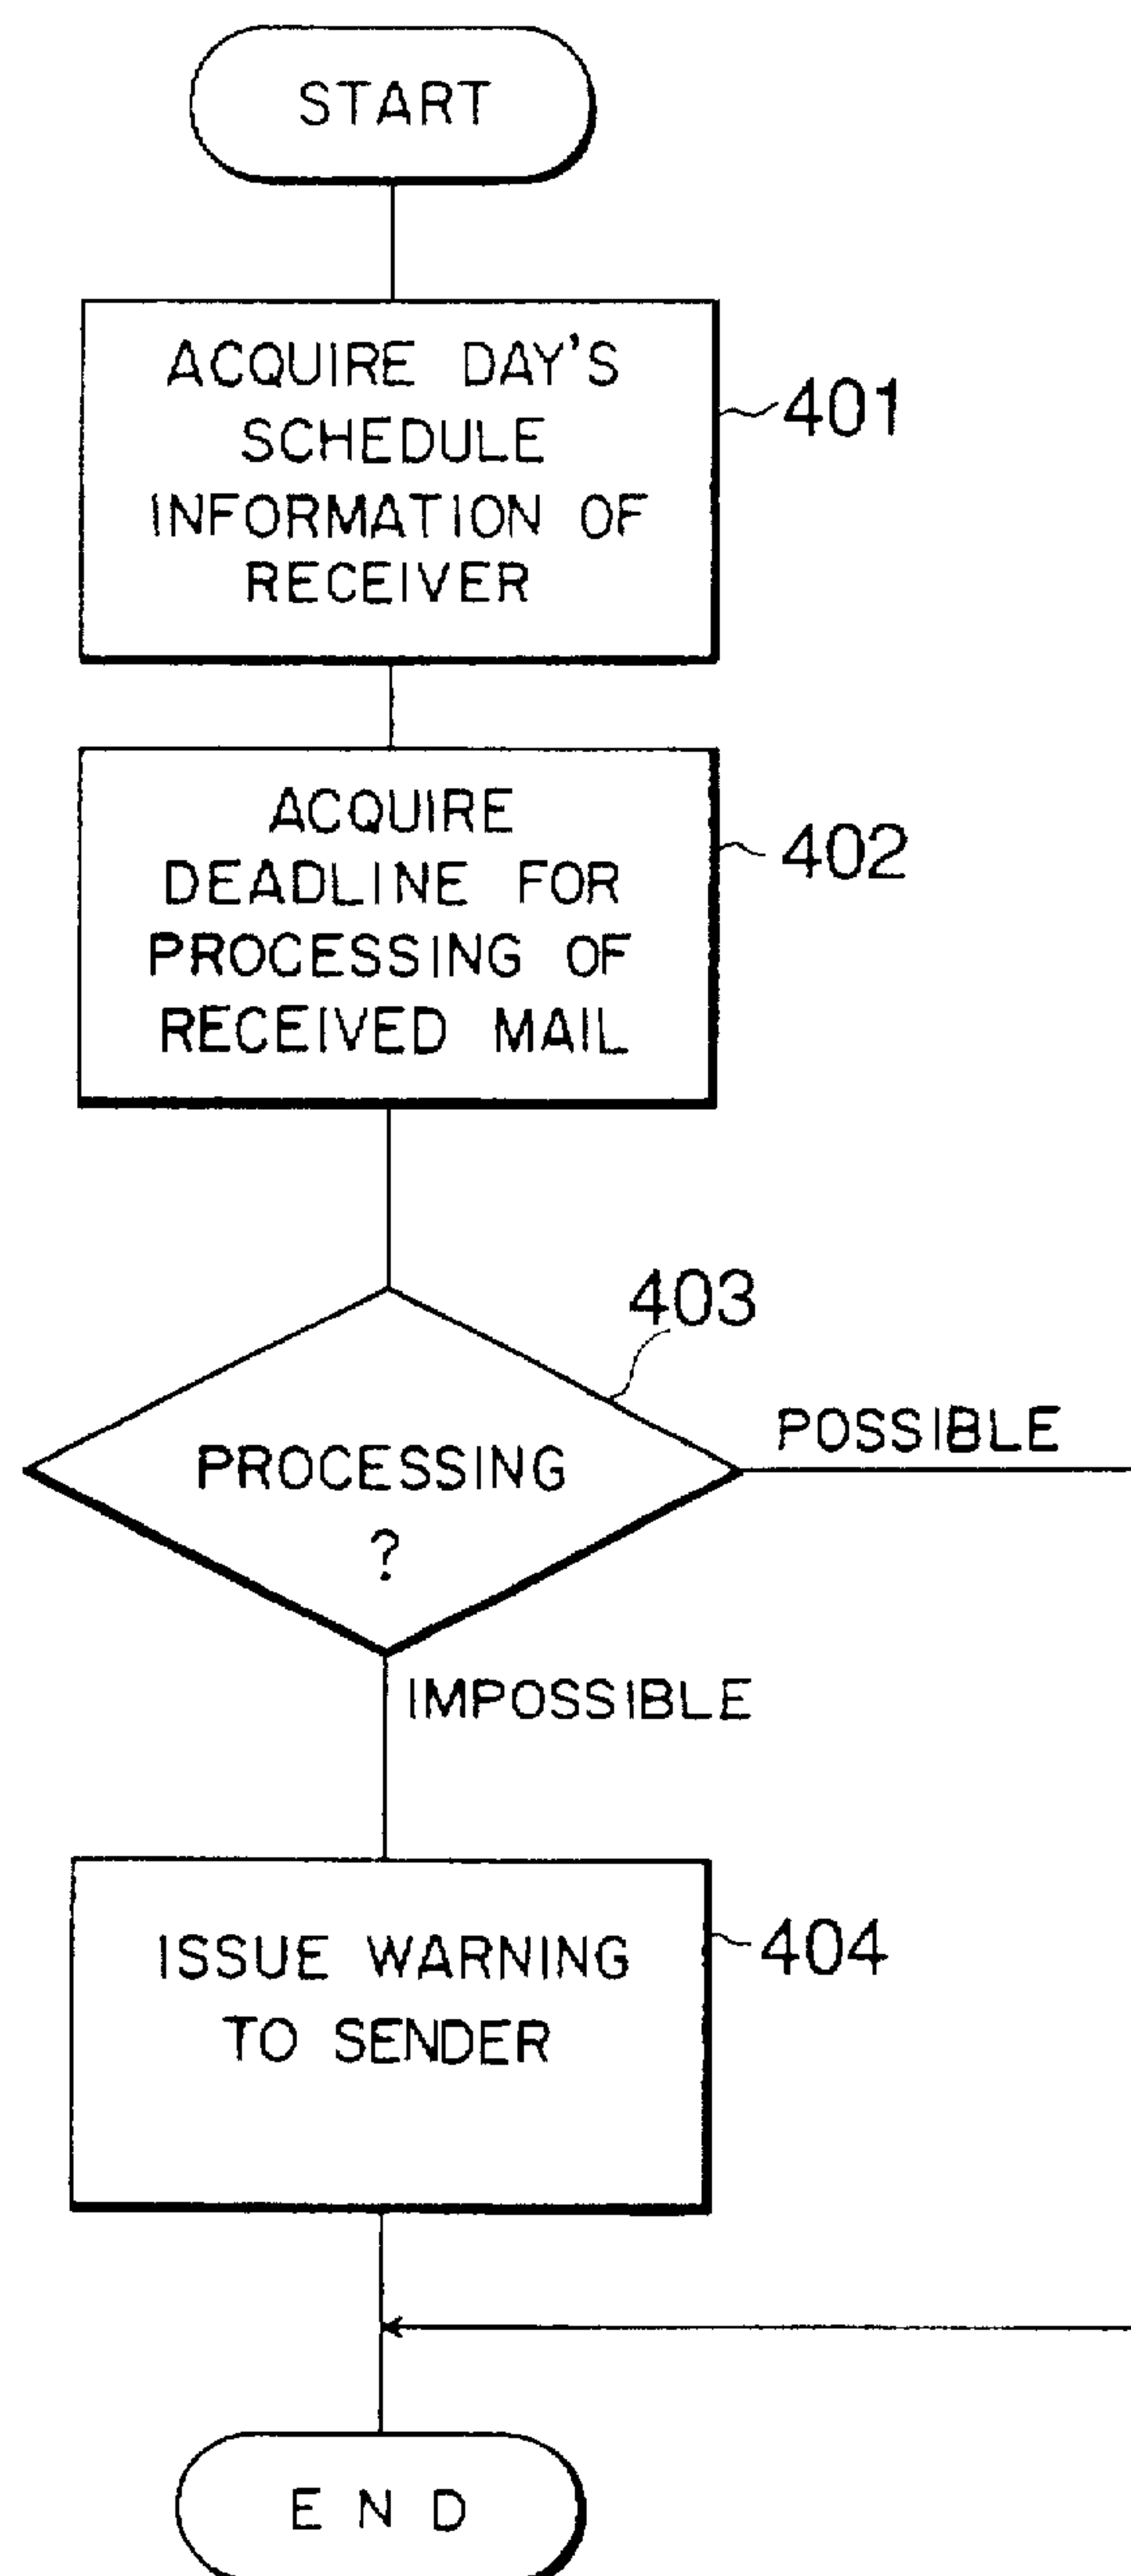 START
ACQUIRE DAY'S
SCHEDULE
INFORMATION OF
RECEIVER
401
ACQUIRE
DEADLINE FOR
PROCESSING OF
RECEIVED MAIL
402
403
PROCESSING
?
POSSIBLE
IMPOSSIBLE
ISSUE WARNING
TO SENDER
404
END